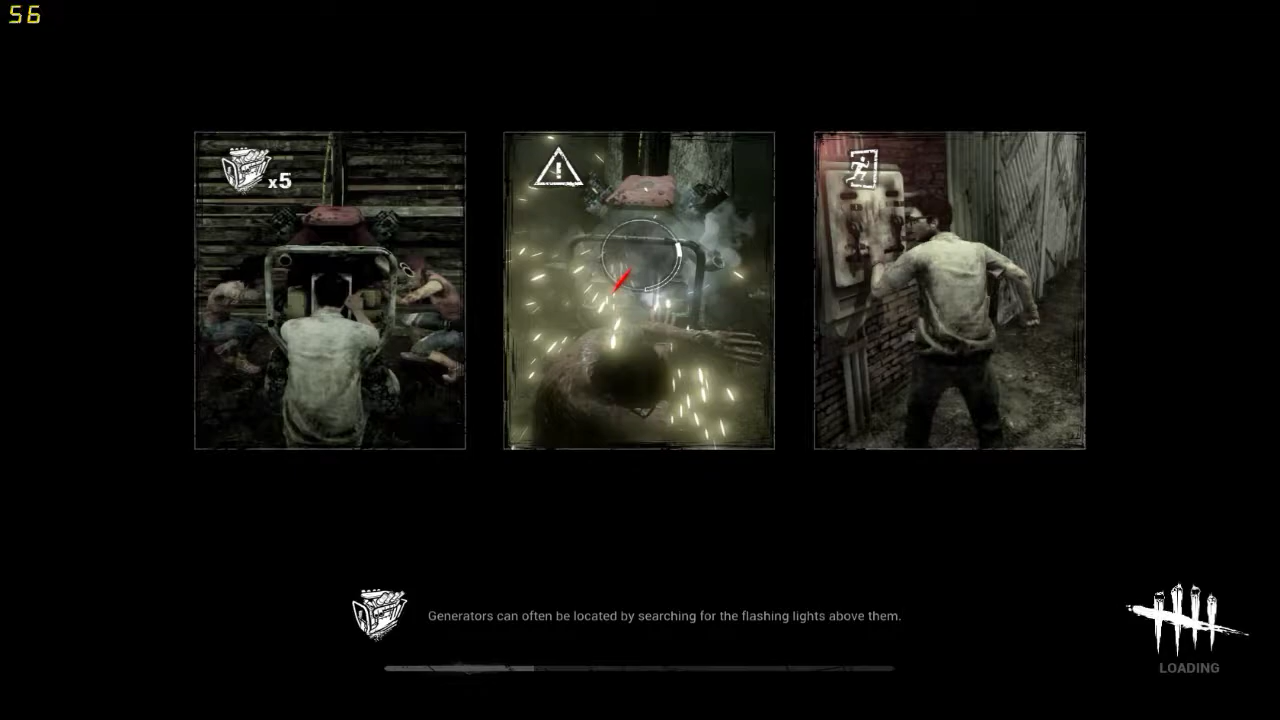 56
x5
Generators can often be located by searching for the flashing lights above them.
LOADING